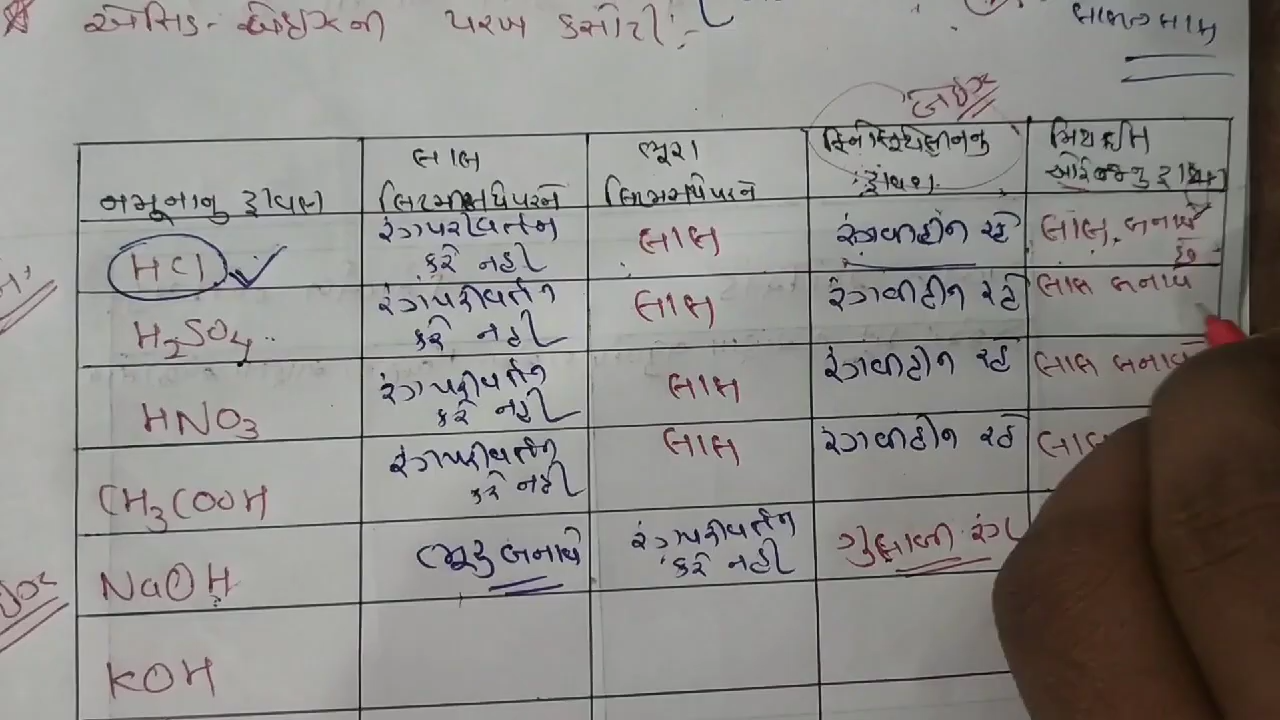 એસિડ - બેઇઝની પરખ કસોટી :-
નમૂનાનુ દ્રાવણ
લાલ
લિટમસપેપરને
ભૂરા
લિટમસપેપરને
ફિનોલ્ફથેલીનનુ
દ્રાવણ
મિથાઈલ
ઓરેન્જનુ દ્રાવણ
બેઇઝ
HCl
રંગપરીવર્તન
કરે નહી
લાલ
રંગવીહીન રહે
લાલ બનાવે
છે
H2SO4
રંગપરીવર્તન
કરે નહી
લાલ
રંગવીહીન રહે
લાલ બનાવે
HNO3
રંગપરીવર્તન
કરે નહી
લાલ
રંગવીહીન રહે
લાલ બનાવે
CH3COOH
રંગપરીવર્તન
કરે નહી
લાલ
રંગવીહીન રહે
NaOH
ભૂરુ બનાવે
રંગપરીવર્તન
કરે નહી
ગુલાબી રંગ
KOH